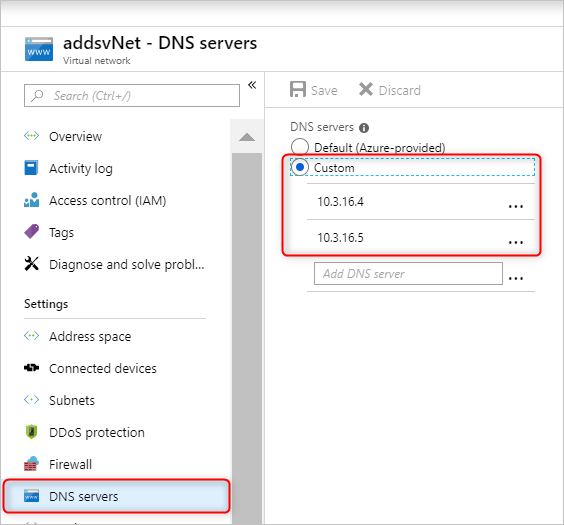 addsvNet - DNS servers
Virtual network
Search (Ctrl+/)
«
Overview
Activity log
Access control (IAM)
Tags
Diagnose and solve probl...
Settings
Address space
Connected devices
Subnets
DDoS protection
Firewall
DNS servers
Save
Discard
DNS servers
Default (Azure-provided)
Custom
10.3.16.4
...
10.3.16.5
...
Add DNS server
...